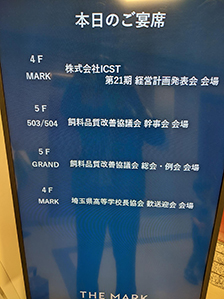 本日のご宴席
4F
MARK
株式会社ICST
第21期 経営計画発表会 会場
5F
503/504
飼料品質改善協議会 幹事会 会場
5F
GRAND
飼料品質改善協議会 総会・例会 会場
4F
MARK
埼玉県高等学校長協会 歓送迎会 会場
THE MARK